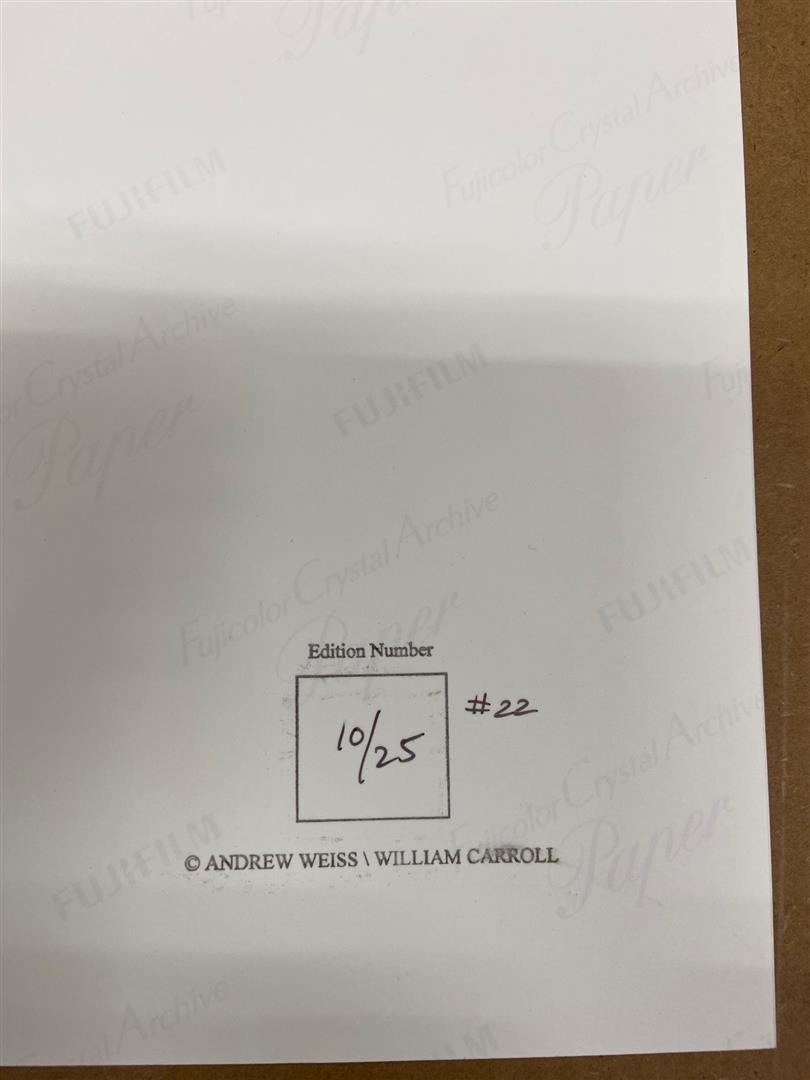 Fujicolor Crystal Archive
Paper
FUJIFILM
Crystal Archive
Paper
FUJIFILM
Fujicolor Crystal Archive
Paper
FUJIFILM
Edition Number
10/25
#22
Fujicolor Crystal Archive
Paper
FUJIFILM
© ANDREW WEISS \ WILLIAM CARROLL
Archive